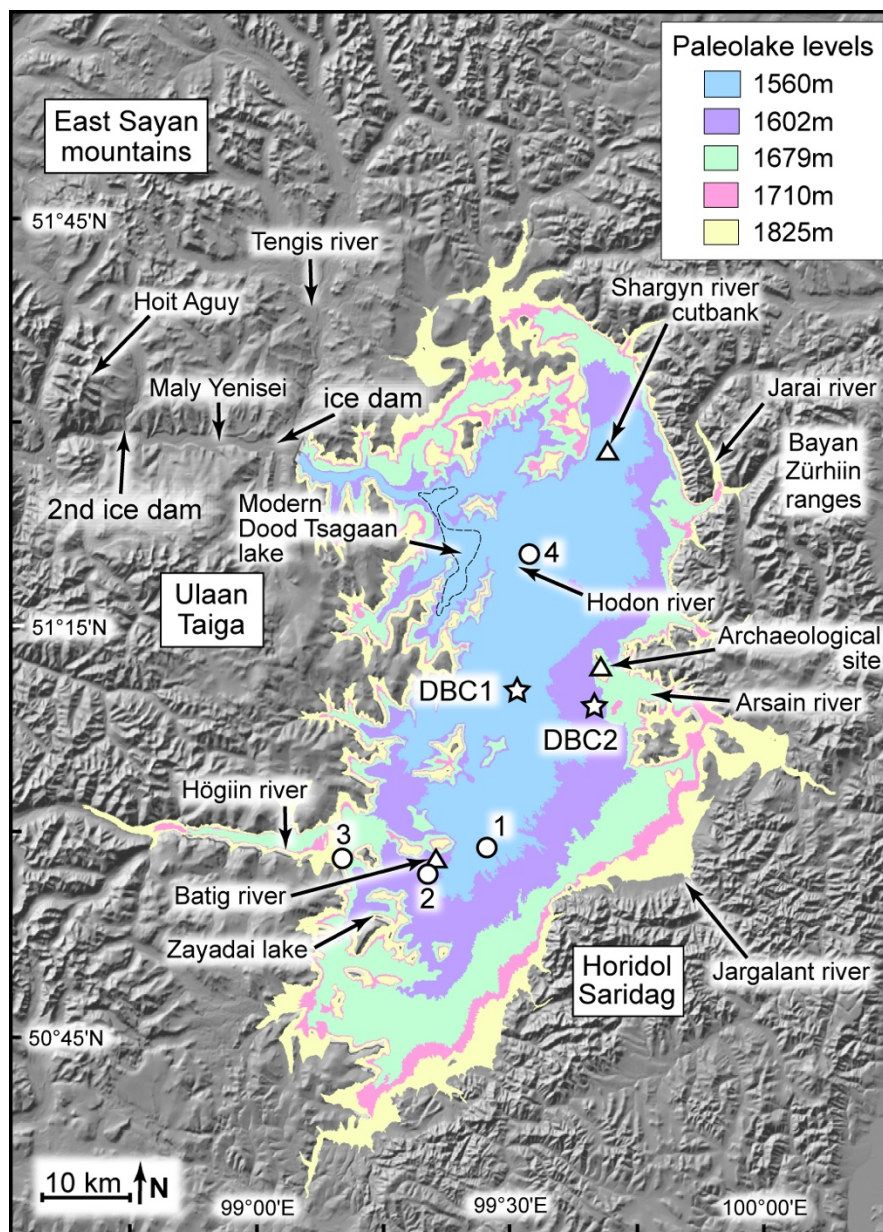 Paleolake levels
1560m
1602m
1679m
1710m
1825m
East Sayan
mountains
51°45'N
Tengis river
Hoit Aguy
Shargyn river
cutbank
Maly Yenisei
ice dam
Jarai river
Bayan
Zürhiin
ranges
2nd ice dam
Modern
Dood Tsagaan
lake
4
Hodon river
Ulaan
Taiga
51°15'N
Archaeological
site
DBC1
Arsain river
DBC2
Högiin river
3
1
Batig river
2
Zayadai lake
Horidol
Saridag
Jargalant river
50°45'N
10 km
N
99°00'E
99°30'E
100°00'E